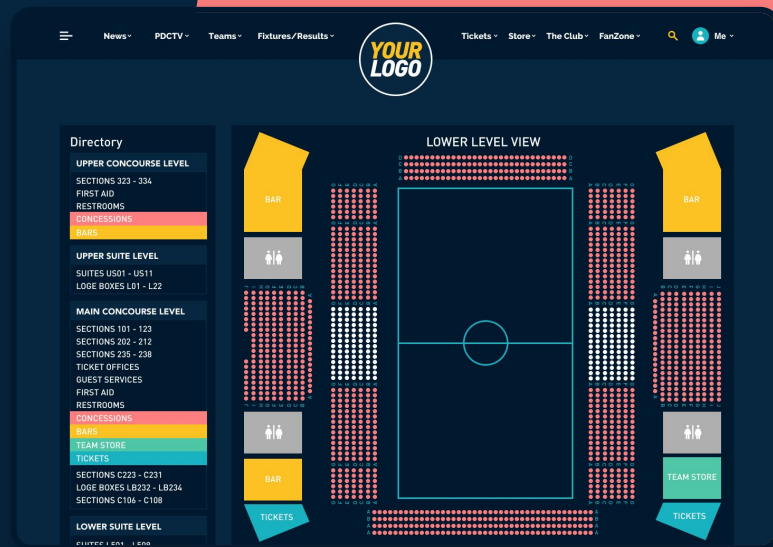 News
PDCTV
Teams
Fixtures/Results
YOUR
LOGO
Tickets
Store
The Club
FanZone
Me
Directory
UPPER CONCOURSE LEVEL
SECTIONS 323 - 334
FIRST AID
RESTROOMS
CONCESSIONS
BARS
UPPER SUITE LEVEL
SUITES US01 - US11
LOGE BOXES L01 - L22
MAIN CONCOURSE LEVEL
SECTIONS 101 - 123
SECTIONS 202 - 212
SECTIONS 235 - 238
TICKET OFFICES
GUEST SERVICES
FIRST AID
RESTROOMS
CONCESSIONS
BARS
TEAM STORE
TICKETS
SECTIONS C223 - C231
LOGE BOXES LB232 - LB234
SECTIONS C106 - C108
LOWER SUITE LEVEL
LOWER LEVEL VIEW
BAR
BAR
BAR
TEAM STORE
TICKETS
TICKETS